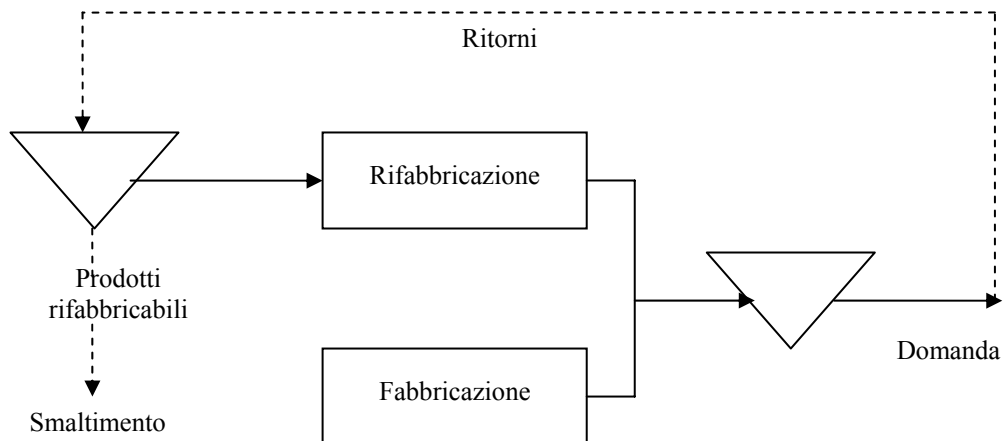 Ritorni
Rifabbricazione
Prodotti
rifabbricabili
Domanda
Fabbricazione
Smaltimento